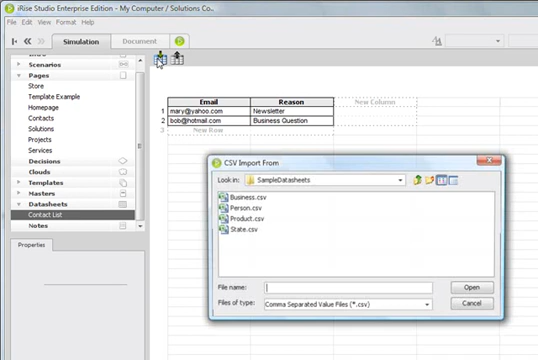 iRise Studio Enterprise Edition - My Computer / Solutions Co..
File Edit View Format Help
Simulation
Document
Scenarios
Pages
Store
Template Example
Homepage
Contacts
Solutions
Projects
Services
Decisions
Clouds
Templates
Masters
Datasheets
Contact List
Notes
Properties
Email Reason New Column
1 mary@yahoo.com Newsletter
2 bob@hotmail.com Business Question
3 New Row
CSV Import From
Look in: SampleDatasheets
Business.csv
Person.csv
Product.csv
State.csv
File name: Open
Files of type: Comma Separated Value Files (*.csv) Cancel